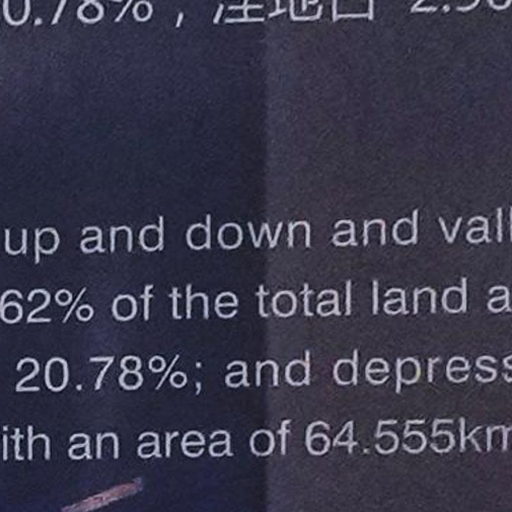 0.78%，洼地占 2.5
up and down and vall
62% of the total land a
20.78%; and depress
ith an area of 64.555km